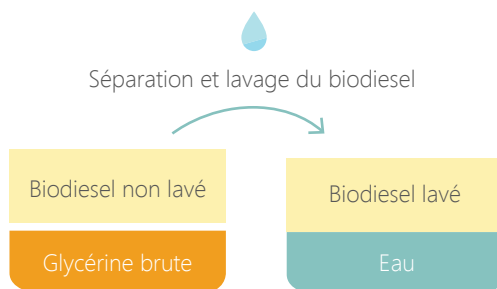 Séparation et lavage du biodiesel
Biodiesel non lavé
Glycérine brute
Biodiesel lavé
Eau